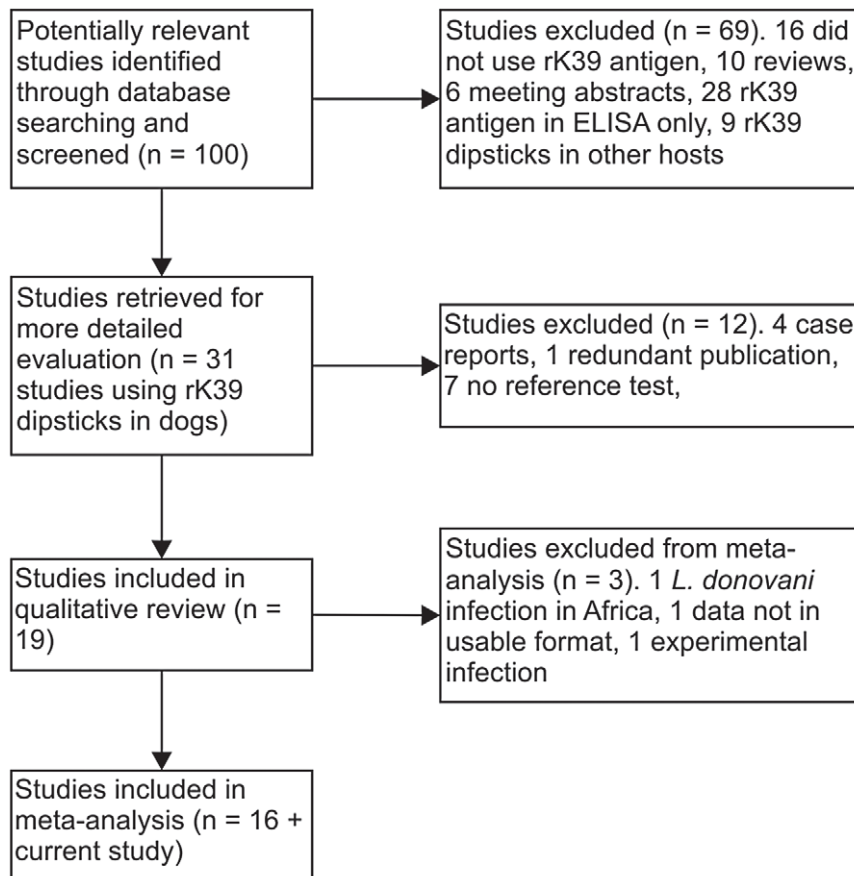 Potentially relevant
studies identified
through database
searching and
screened (n = 100)
Studies excluded (n = 69). 16 did
not use rK39 antigen, 10 reviews,
6 meeting abstracts, 28 rK39
antigen in ELISA only, 9 rK39
dipsticks in other hosts
Studies retrieved for
more detailed
evaluation (n = 31
studies using rK39
dipsticks in dogs)
Studies excluded (n = 12). 4 case
reports, 1 redundant publication,
7 no reference test,
Studies included in
qualitative review (n =
19)
Studies excluded from meta-
analysis (n = 3). 1 L. donovani
infection in Africa, 1 data not in
usable format, 1 experimental
infection
Studies included in
meta-analysis (n = 16 +
current study)